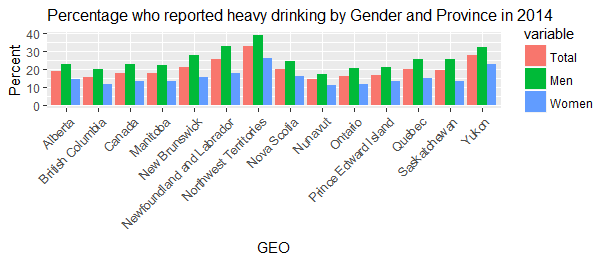 Percentage who reported heavy drinking by Gender and Province in 2014
variable
Total
Men
Women
Percent
40
30
20
10
0
Alberta
British Columbia
Canada
Manitoba
New Brunswick
Newfoundland and Labrador
Northwest Territories
Nova Scotia
Nunavut
Ontario
Prince Edward Island
Quebec
Saskatchewan
Yukon
GEO